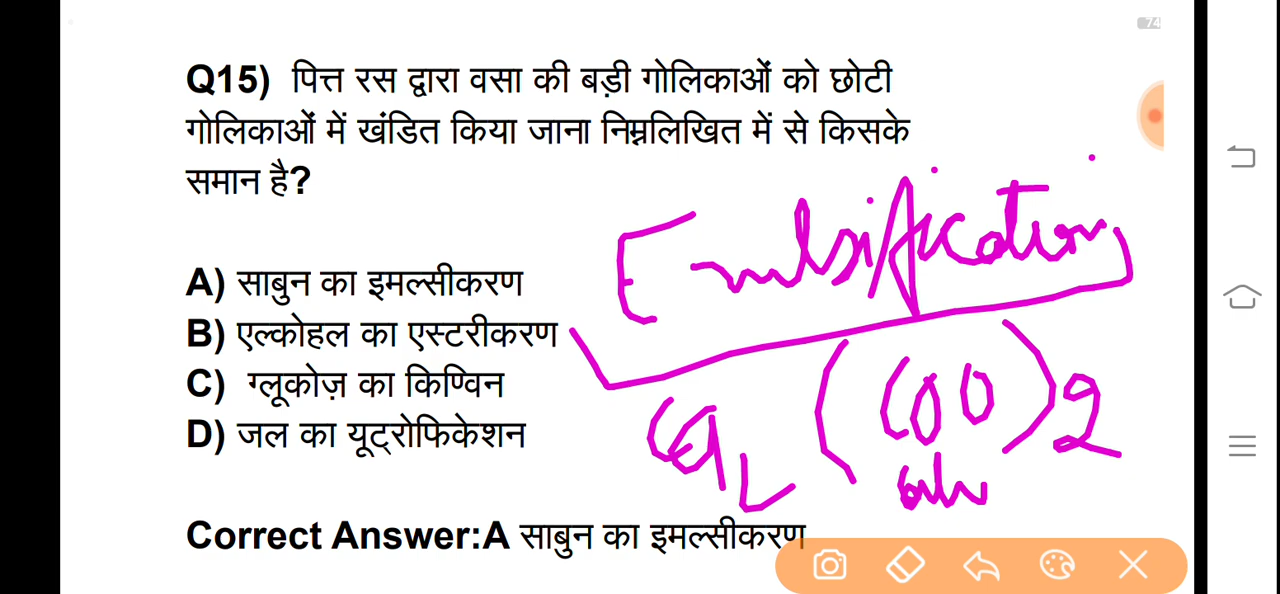 74
Q15) पित्त रस द्वारा वसा की बड़ी गोलिकाओं को छोटी
गोलिकाओं में खंडित किया जाना निम्नलिखित में से किसके
समान है?
Emulsification
A) साबुन का इमल्सीकरण
B) एल्कोहल का एस्टरीकरण
C) ग्लूकोज़ का किण्विन
D) जल का यूट्रोफिकेशन
Correct Answer:A साबुन का इमल्सीकरण